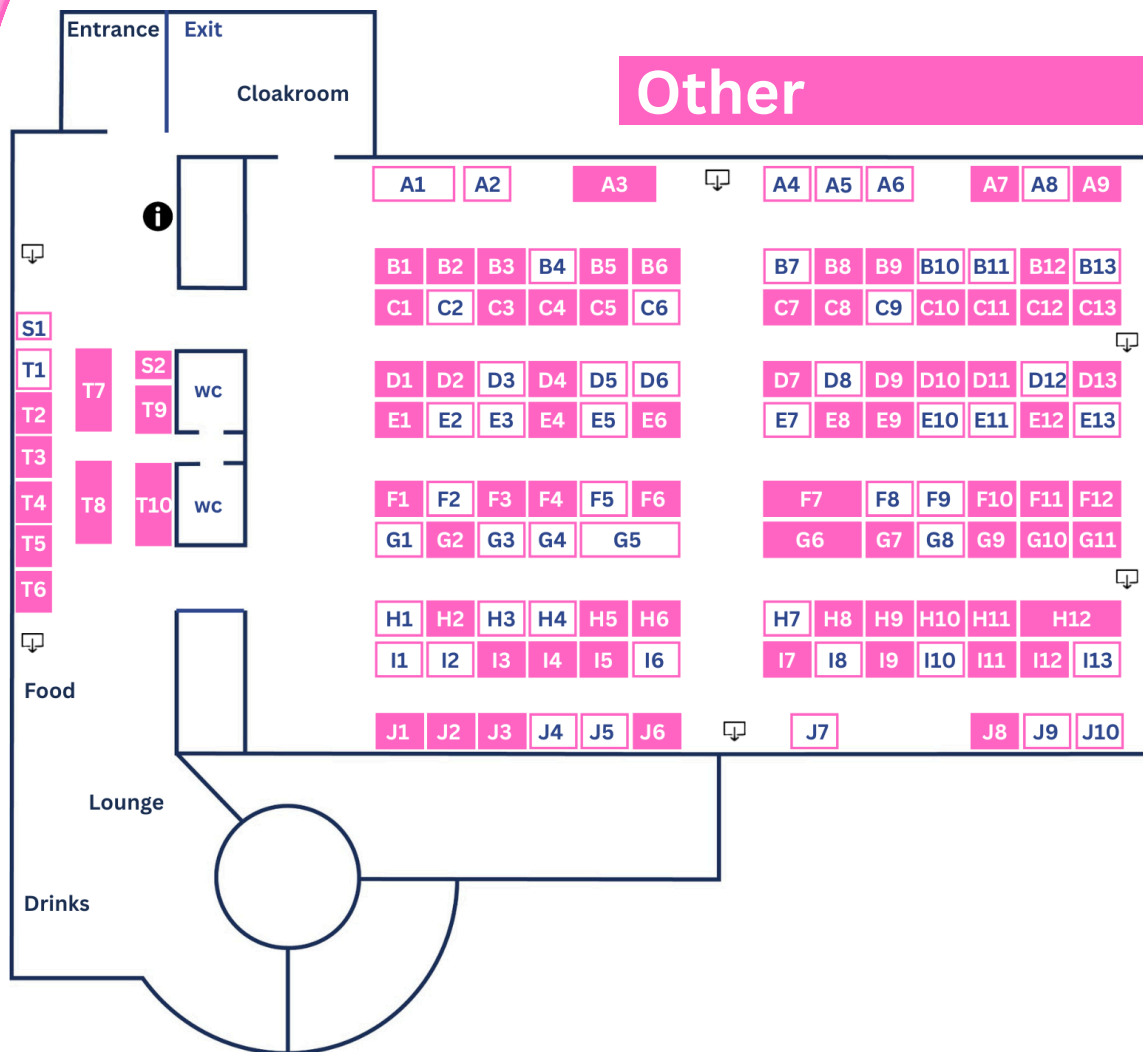 Entrance Exit
Cloakroom
Other
A1 A2 A3 A4 A5 A6 A7 A8 A9
i
B1 B2 B3 B4 B5 B6 B7 B8 B9 B10 B11 B12 B13
C1 C2 C3 C4 C5 C6 C7 C8 C9 C10 C11 C12 C13
S1
T1
T2
T3
T4
T5
T6
T7
T8
S2
T9
T10
wc
wc
D1 D2 D3 D4 D5 D6 D7 D8 D9 D10 D11 D12 D13
E1 E2 E3 E4 E5 E6 E7 E8 E9 E10 E11 E12 E13
F1 F2 F3 F4 F5 F6 F7 F8 F9 F10 F11 F12
G1 G2 G3 G4 G5 G6 G7 G8 G9 G10 G11
H1 H2 H3 H4 H5 H6 H7 H8 H9 H10 H11 H12
I1 I2 I3 I4 I5 I6 I7 I8 I9 I10 I11 I12 I13
J1 J2 J3 J4 J5 J6 J7 J8 J9 J10
Food
Lounge
Drinks